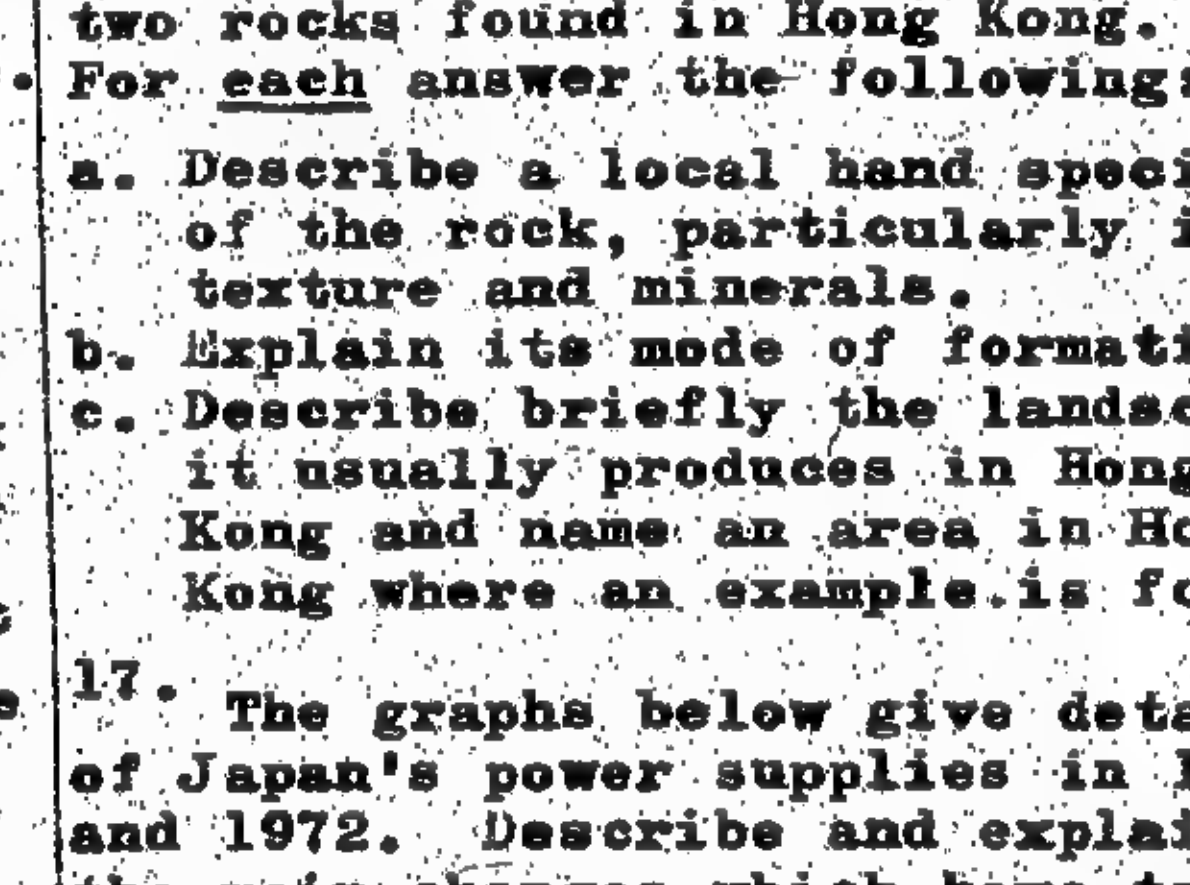 two rocks found in Hong Kong.
For each answer the following
a. Describe a local hand speci
of the rock, particularly i
texture and minerals.
b. Explain its mode of formati
c. Describe briefly the landsc
it usually produces in Hong
Kong and name an area in Ho
Kong where an example.is fo
17.
The graphs below give deta
of Japan's power supplies in
and 1972. Describe and explai